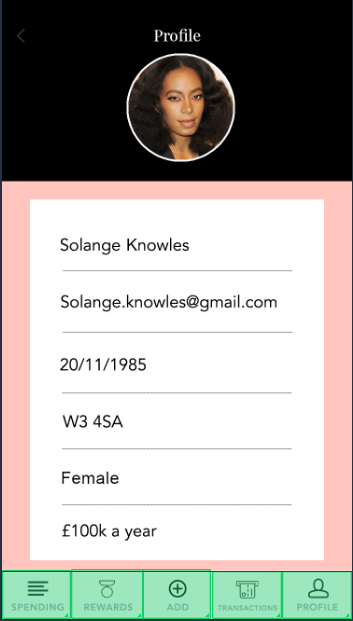 Profile
Solange Knowles
Solange.knowles@gmail.com
20/11/1985
W3 4SA
Female
£100k a year
SPENDING REWARDS ADD TRANSACTIONS PROFILE